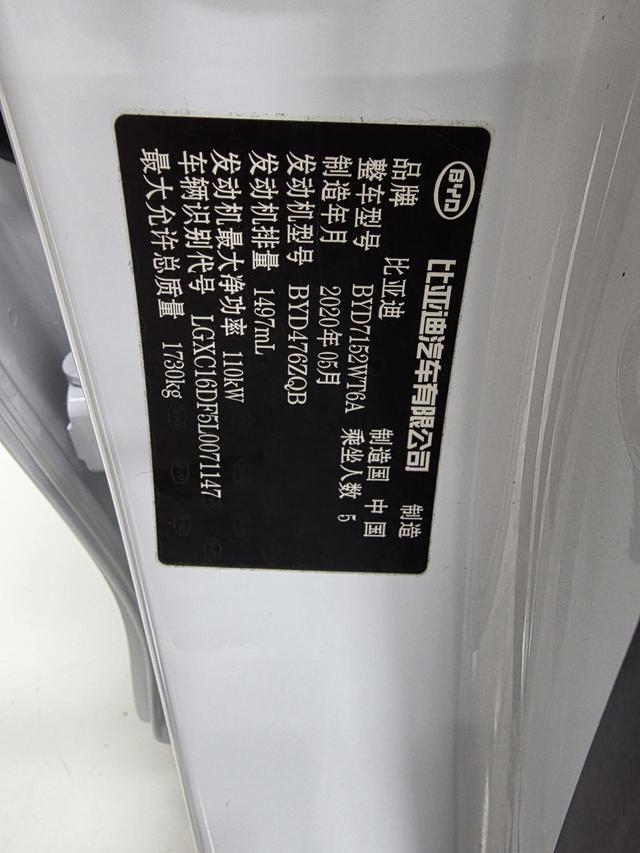 BYD 比亚迪汽车有限公司 制造
品牌 比亚迪 制造国 中国
整车型号 BYD7152WT6A 乘坐人数 5
制造年月 2020年05月
发动机型号 BYD476ZQB
发动机排量 1497mL
发动机最大净功率 110kW
车辆识别代号 LGXC16DF5L0071147
最大允许总质量 1730kg